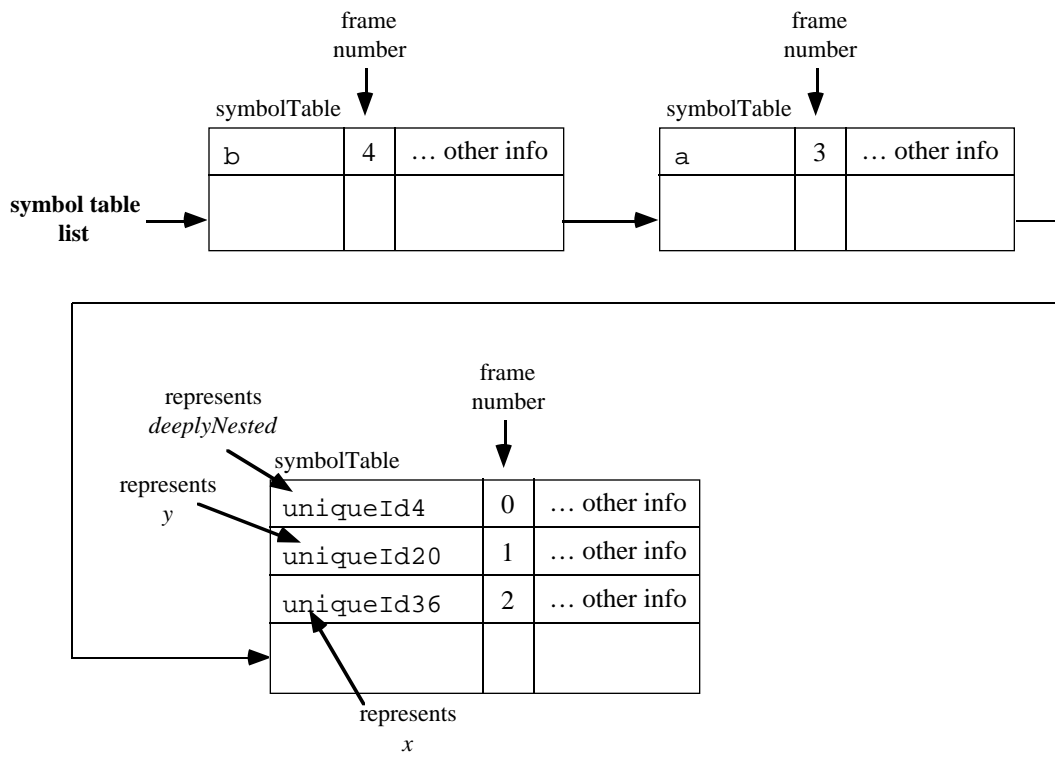 frame
number
frame
number
symbolTable
symbolTable
b 4 … other info
a 3 … other info
symbol table
list
frame
number
represents
deeplyNested
symbolTable
represents
y
uniqueId4 0 … other info
uniqueId20 1 … other info
uniqueId36 2 … other info
represents
x